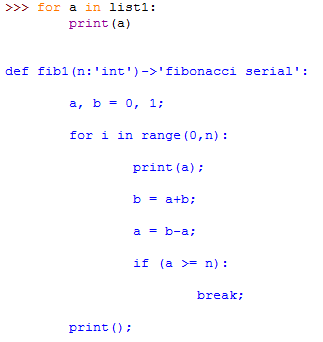 >>> for a in list1:
        print(a)
def fib1(n:'int')->'fibonacci serial':
        a, b = 0, 1;
        for i in range(0,n):
                print(a);
                b = a+b;
                a = b-a;
                if (a >= n):
                        break;
        print();